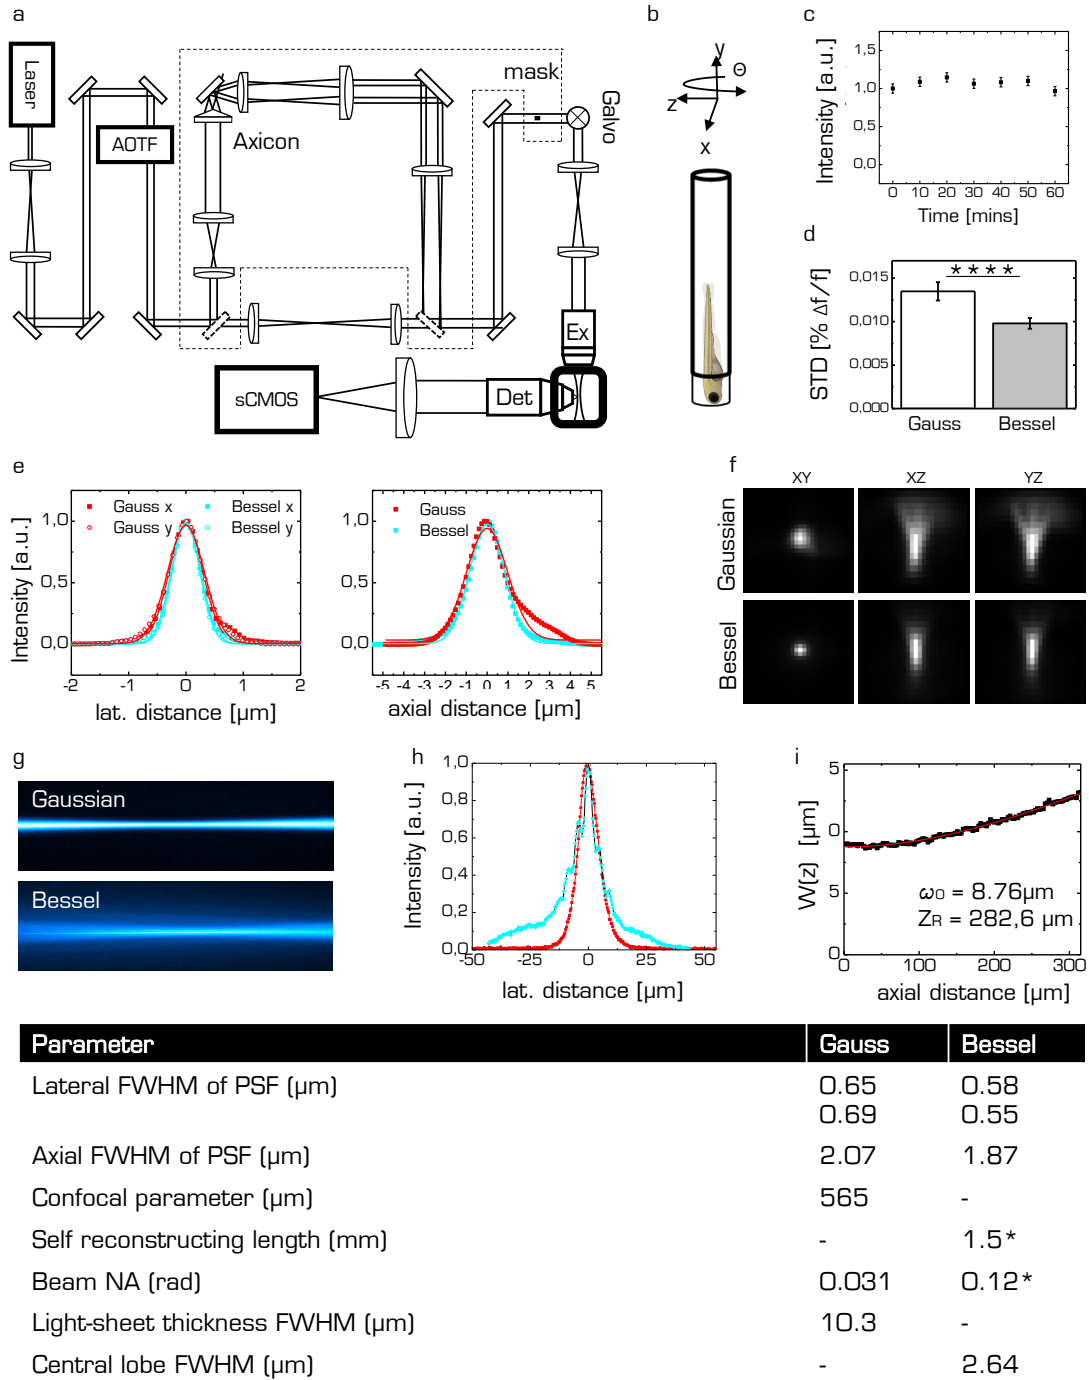 a
Laser
AOTF
Axicon
mask
Galvo
Ex
Det
sCMOS
b
y
Θ
z
x
c
Intensity [a.u.]
1,5
1,0
0,5
0,0
0 10 20 30 40 50 60
Time [mins]
d
STD [% Δf/f]
0,015
0,010
0,005
0,000
****
Gauss Bessel
e
Intensity [a.u.]
1,0
0,5
0,0
Gauss x Bessel x
Gauss y Bessel y
-2 -1 0 1 2
lat. distance [µm]
Gauss
Bessel
1,0
0,5
0,0
-5 -4 -3 -2 -1 0 1 2 3 4 5
axial distance [µm]
f
XY XZ YZ
Gaussian
Bessel
g
Gaussian
Bessel
h
Intensity [a.u.]
1,0
0,8
0,6
0,4
0,2
0,0
-50 -25 0 25 50
lat. distance [µm]
i
W(z) [µm]
5
0
5
0
ω0 = 8.76µm
ZR = 282,6 µm
0 100 200 300
axial distance [µm]
Parameter Gauss Bessel
Lateral FWHM of PSF (µm) 0.65 0.58
0.69 0.55
Axial FWHM of PSF (µm) 2.07 1.87
Confocal parameter (µm) 565 -
Self reconstructing length (mm) - 1.5*
Beam NA (rad) 0.031 0.12*
Light-sheet thickness FWHM (µm) 10.3 -
Central lobe FWHM (µm) - 2.64